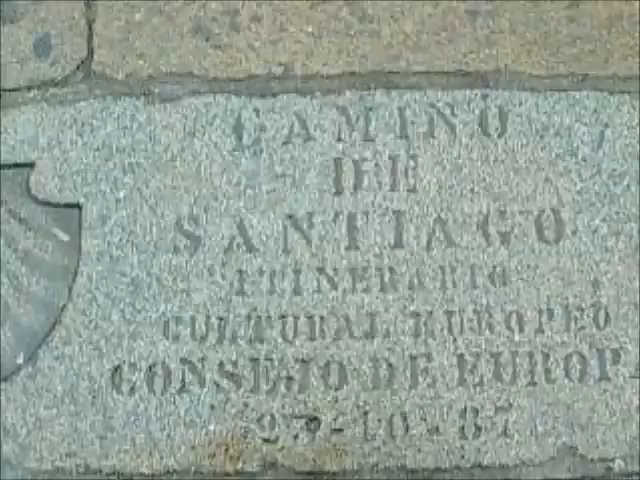 CAMINO
DE
SANTIAGO
ITINERARIO
CULTURAL EUROPEO
CONSEJO DE EUROPA
23-10-87